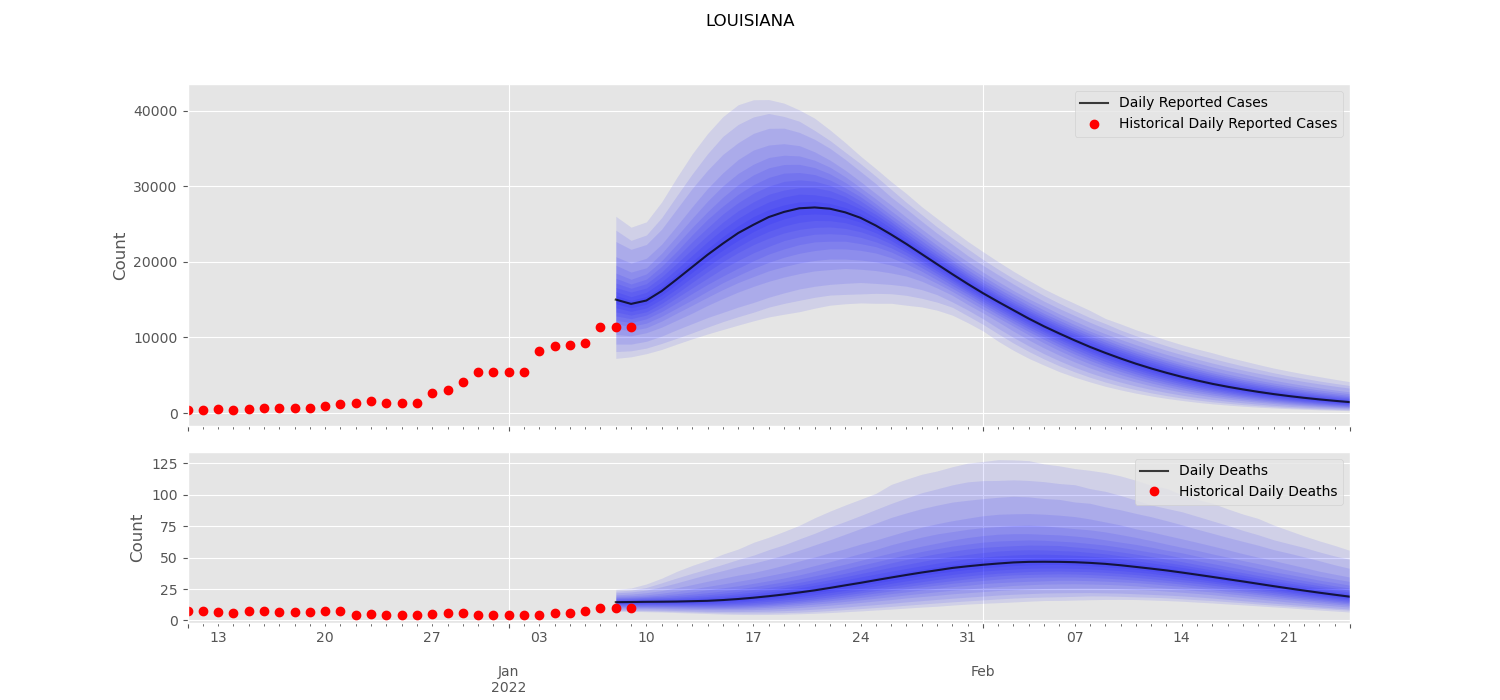 LOUISIANA
40000
30000
20000
10000
0
Count
Daily Reported Cases
Historical Daily Reported Cases
125
100
75
50
25
0
Count
Daily Deaths
Historical Daily Deaths
13 20 27 03 10 17 24 31 07 14 21
Jan Feb
2022